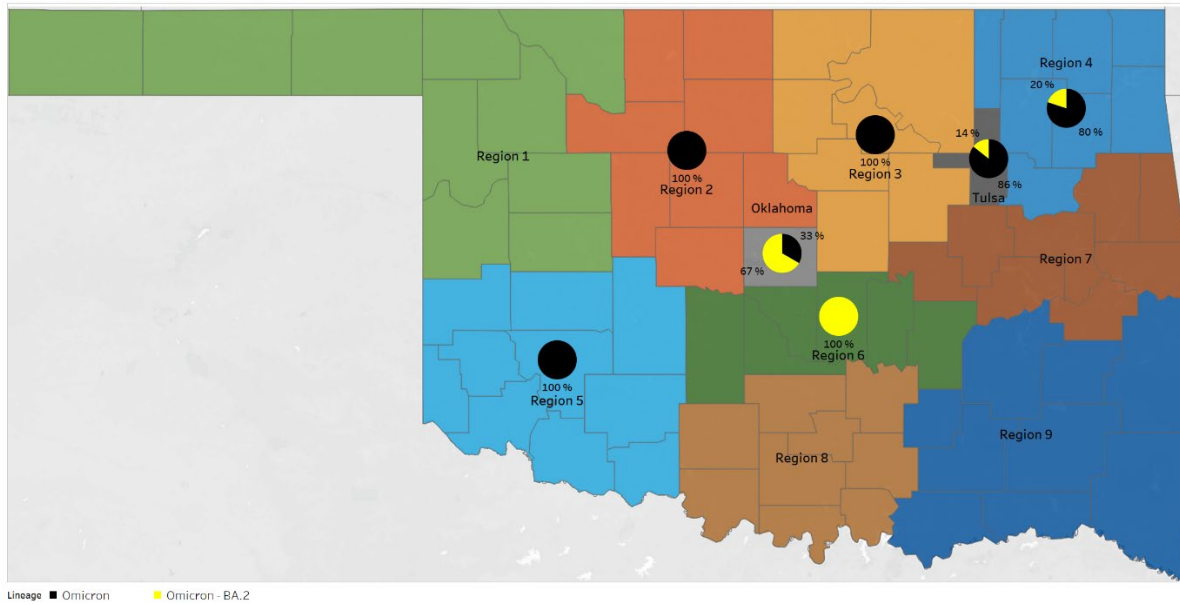 Region 4
20 %
80 %
14 %
86 %
Tulsa
100 %
Region 3
100 %
Region 2
Region 1
Oklahoma
33 %
67 %
Region 7
100 %
Region 6
100 %
Region 5
Region 9
Region 8
Lineage Omicron Omicron - BA.2